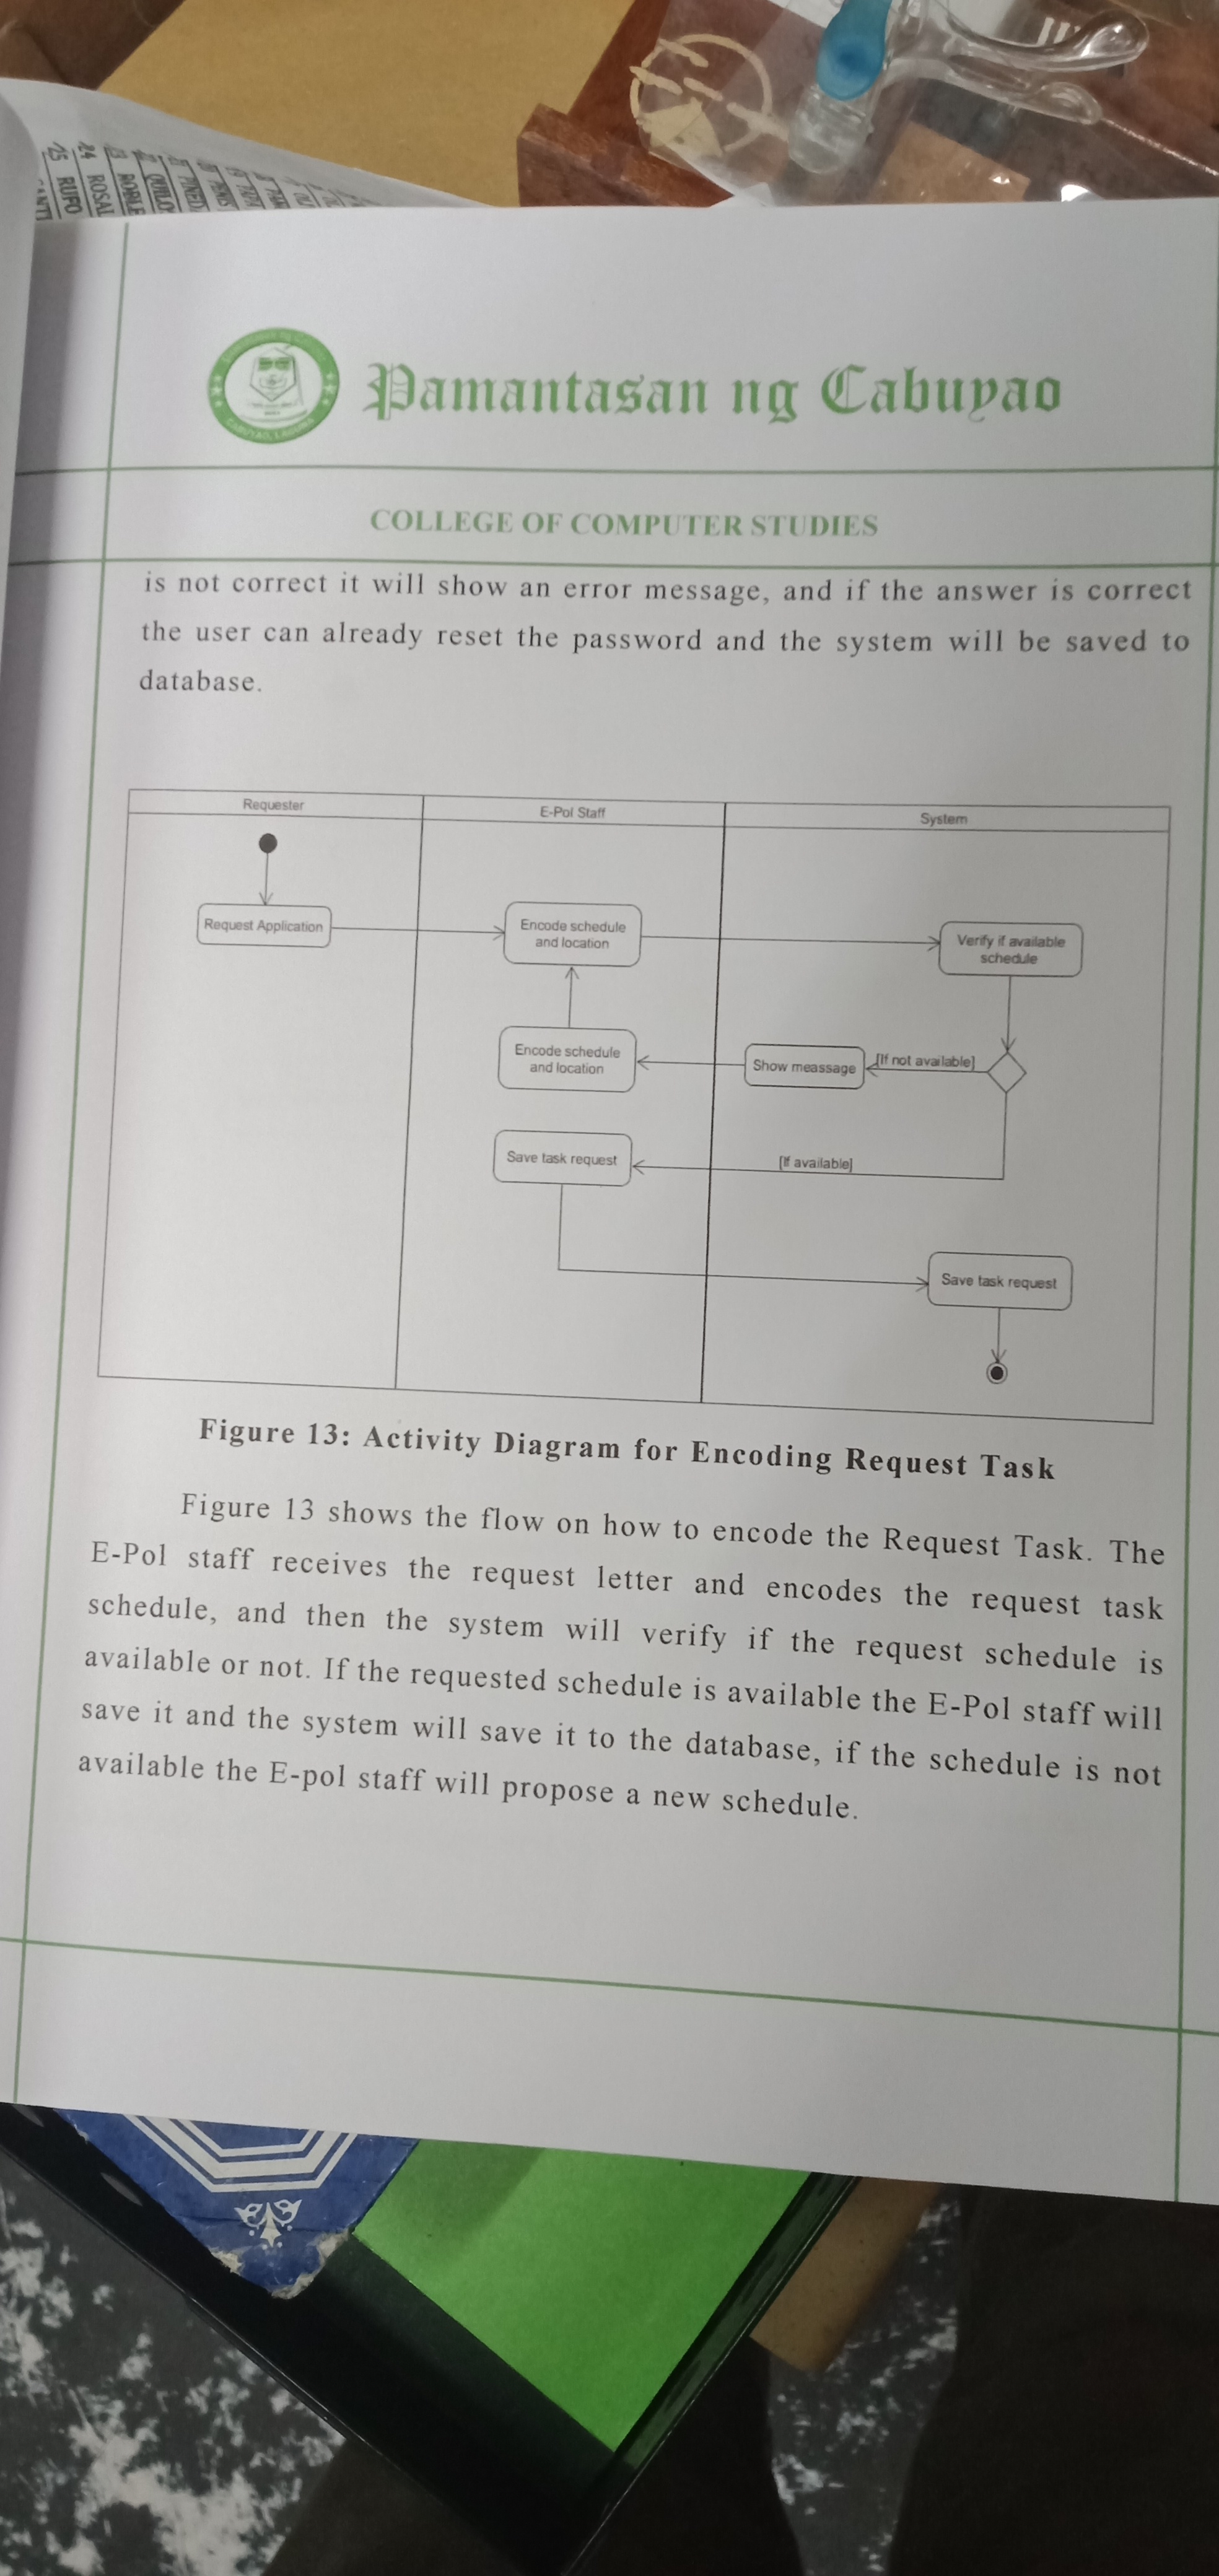 25 RUFO
24 ROSAL
Pamantasan ng Cabuyao
COLLEGE OF COMPUTER STUDIES
is not correct it will show an error message, and if the answer is correct
the user can already reset the password and the system will be saved to
database.
Requester
E-Pol Staff
System
Request Application
Encode schedule
and location
Verify if available
schedule
Encode schedule
and location
Show meassage
[If not available]
Save task request
[If available]
Save task request
Figure 13: Activity Diagram for Encoding Request Task
Figure 13 shows the flow on how to encode the Request Task. The
E-Pol staff receives the request letter and encodes the request task
schedule, and then the system will verify if the request schedule is
available or not. If the requested schedule is available the E-Pol staff will
save it and the system will save it to the database, if the schedule is not
available the E-pol staff will propose a new schedule.